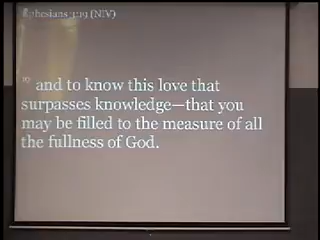 Ephesians 3:19 (NIV)
19 and to know this love that
surpasses knowledge—that you
may be filled to the measure of all
the fullness of God.